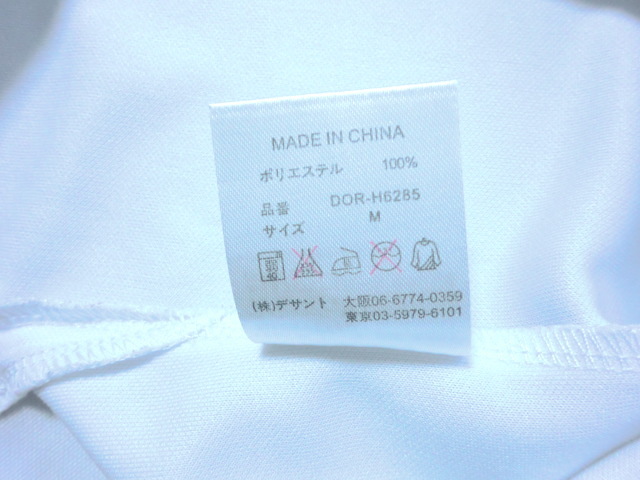 MADE IN CHINA
ポリエステル 100%
品番 DOR-H6285
サイズ M
(株)デサント 大阪06-6774-0359
東京03-5979-6101